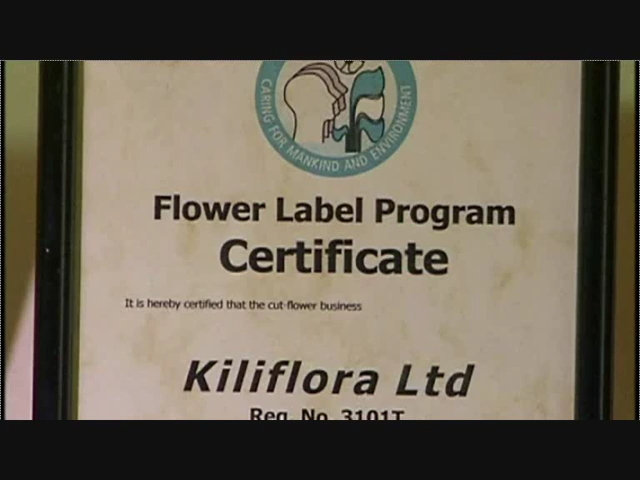 CARING FOR MANKIND AND ENVIRONMENT
Flower Label Program
Certificate
It is hereby certified that the cut-flower business
Kiliflora Ltd
Reg. No. 3101T